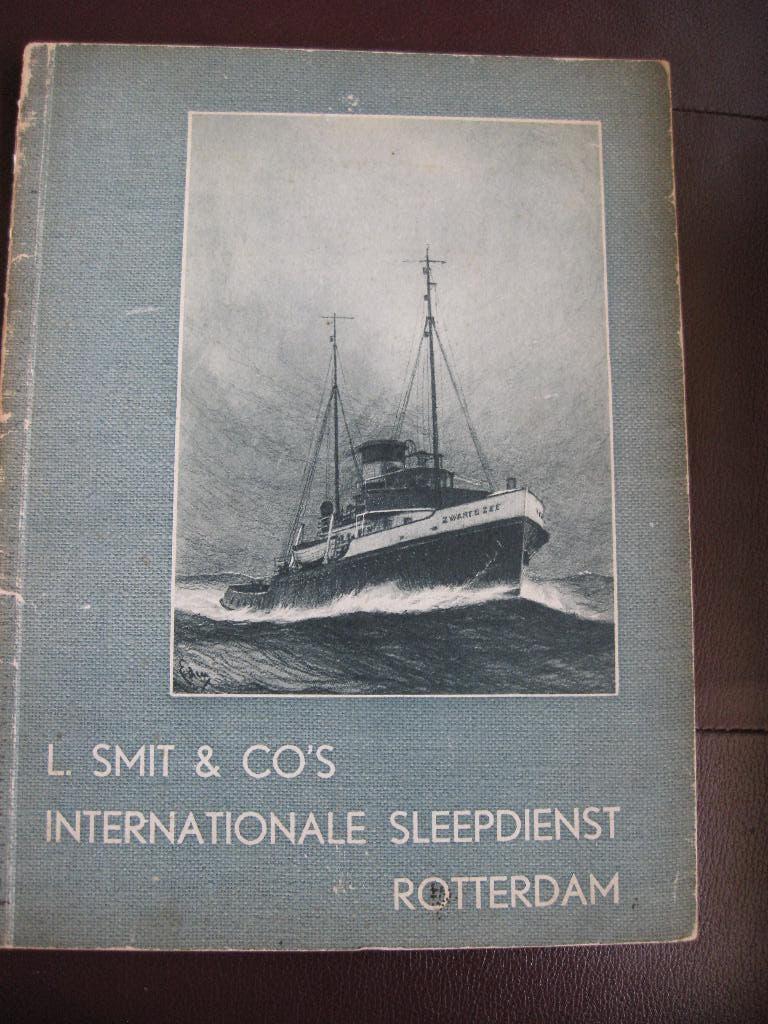 ZWARTE ZEE
L. SMIT & CO'S
INTERNATIONALE SLEEPDIENST
ROTTERDAM